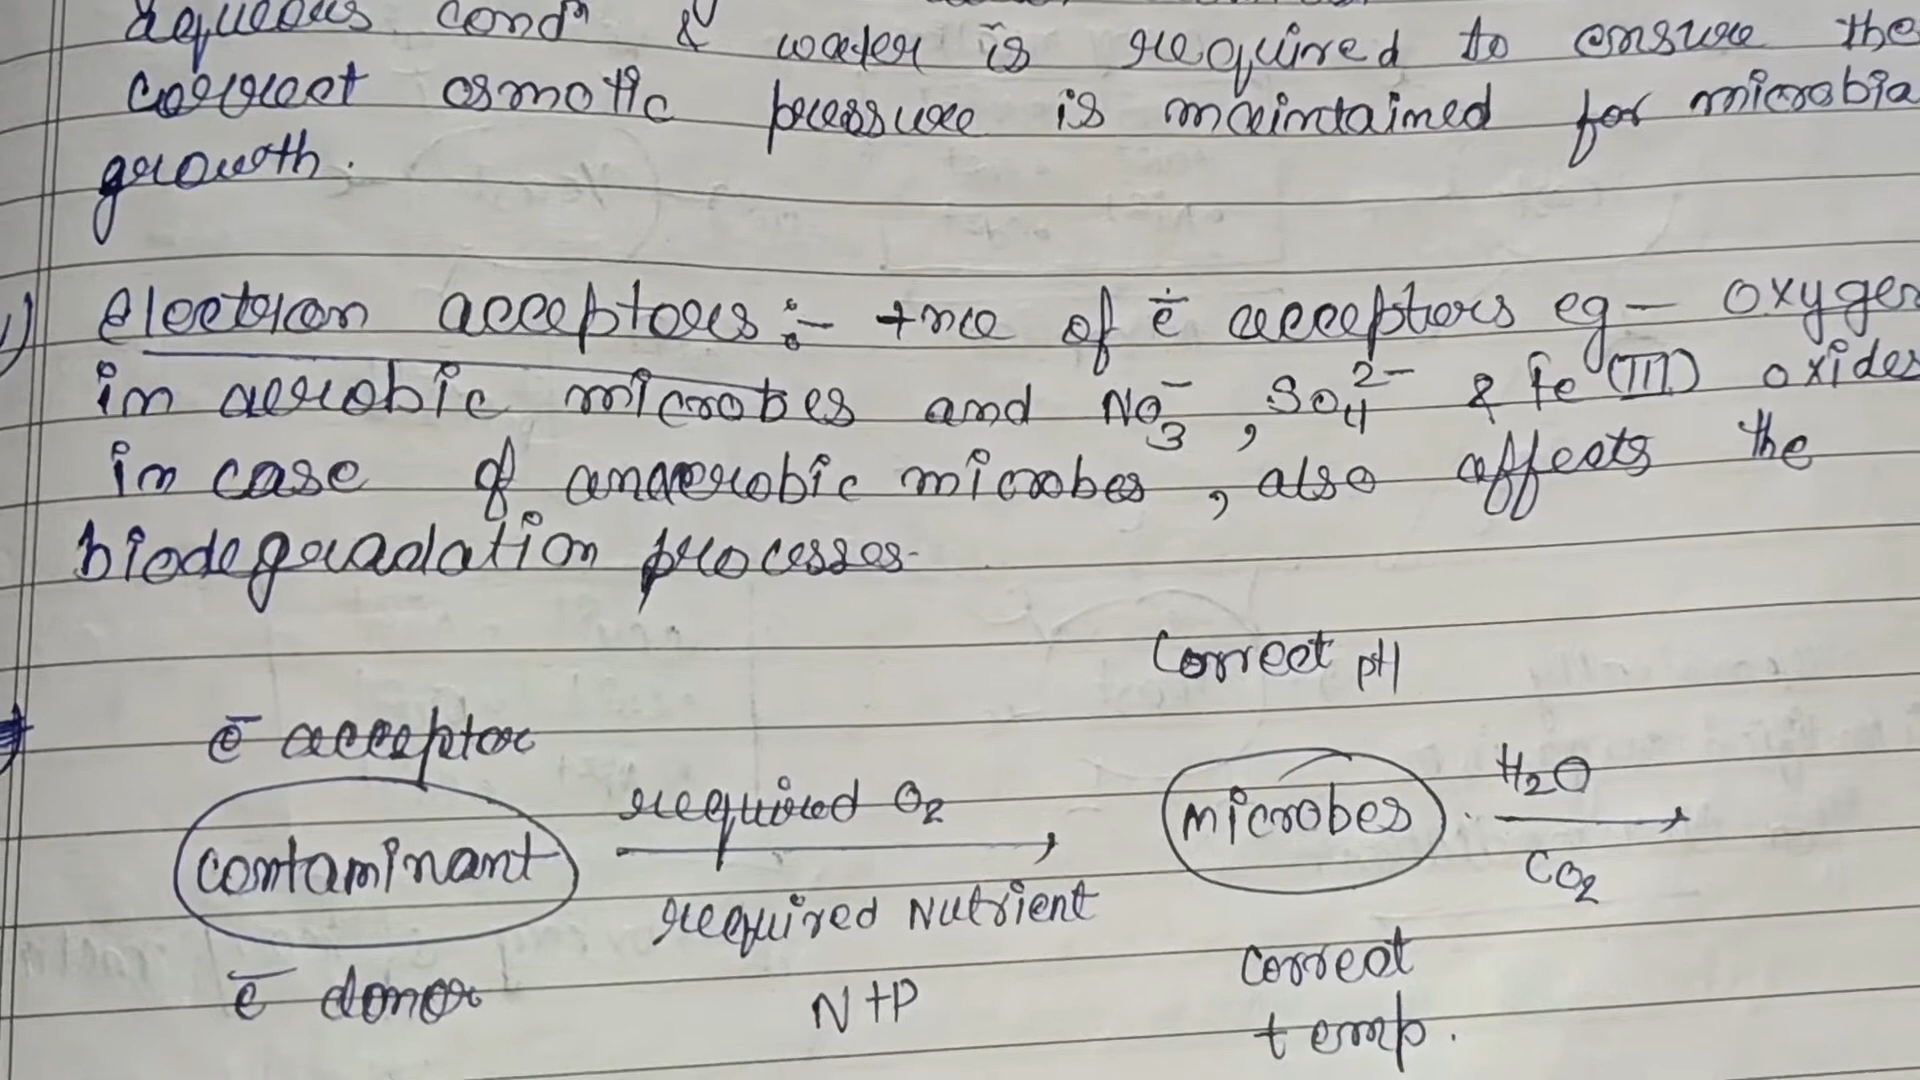 aqueous condⁿ & water is required to ensure the
correct osmotic pressure is maintained for microbia
growth.
electron acceptors :- +nce of e̅ acceptors eg - oxygen
in aerobic microbes and NO₃⁻, SO₄²⁻ & Fe (III) oxides
in case of anaerobic microbes, also affects the
biodegradation processes.
Correct pH
e̅ acceptor
required O₂
H₂O
contaminant
microbes
CO₂
required Nutrient
e̅ donor
N+P
correct
temp.